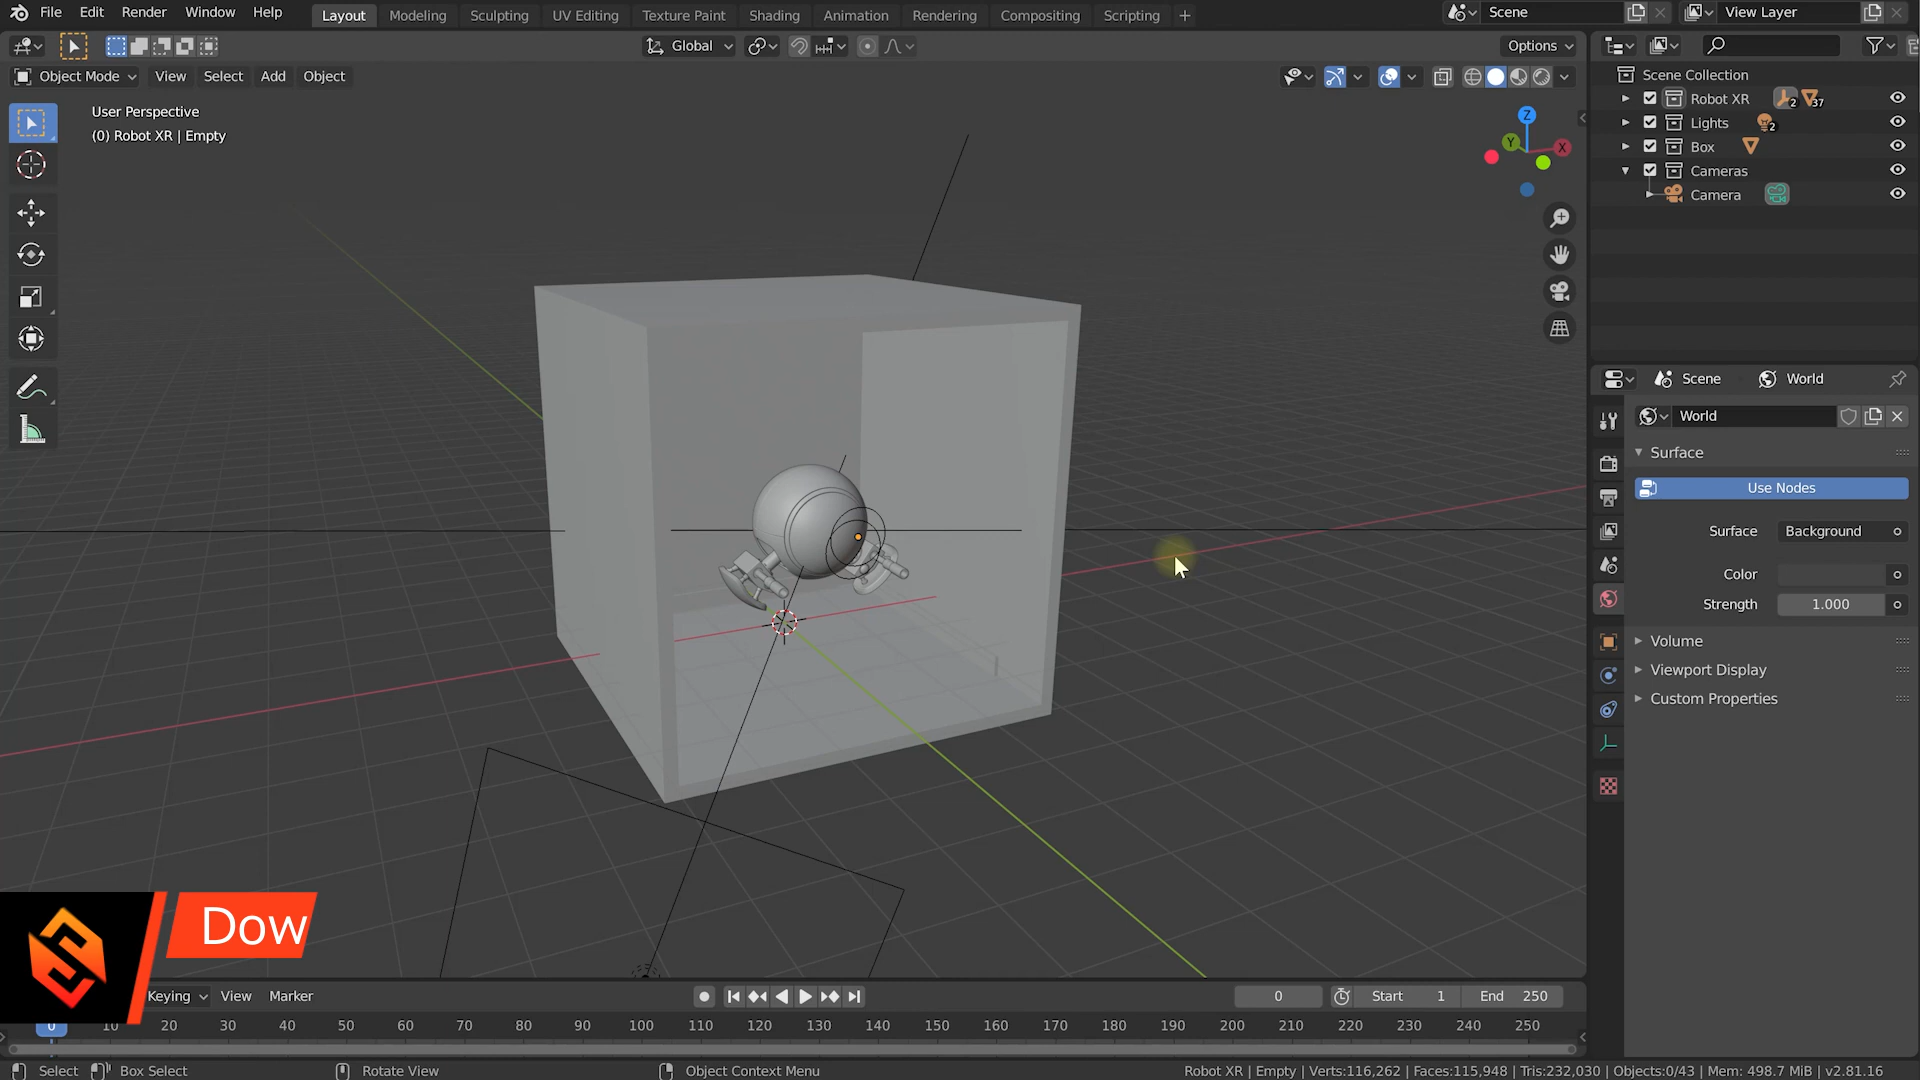 File Edit Render Window Help Layout Modeling Sculpting UV Editing Texture Paint Shading Animation Rendering Compositing Scripting + Scene View Layer
Global Options
Object Mode View Select Add Object
User Perspective
(0) Robot XR | Empty
Z
Y
X
Scene Collection
Robot XR 2 37
Lights 2
Box
Cameras
Camera
Scene World
World
Surface
Use Nodes
Surface Background
Color
Strength 1.000
Volume
Viewport Display
Custom Properties
Dow
Keying View Marker 0 Start 1 End 250
0 10 20 30 40 50 60 70 80 90 100 110 120 130 140 150 160 170 180 190 200 210 220 230 240 250
Select Box Select Rotate View Object Context Menu Robot XR | Empty | Verts:116,262 | Faces:115,948 | Tris:232,030 | Objects:0/43 | Mem: 498.7 MiB | v2.81.16